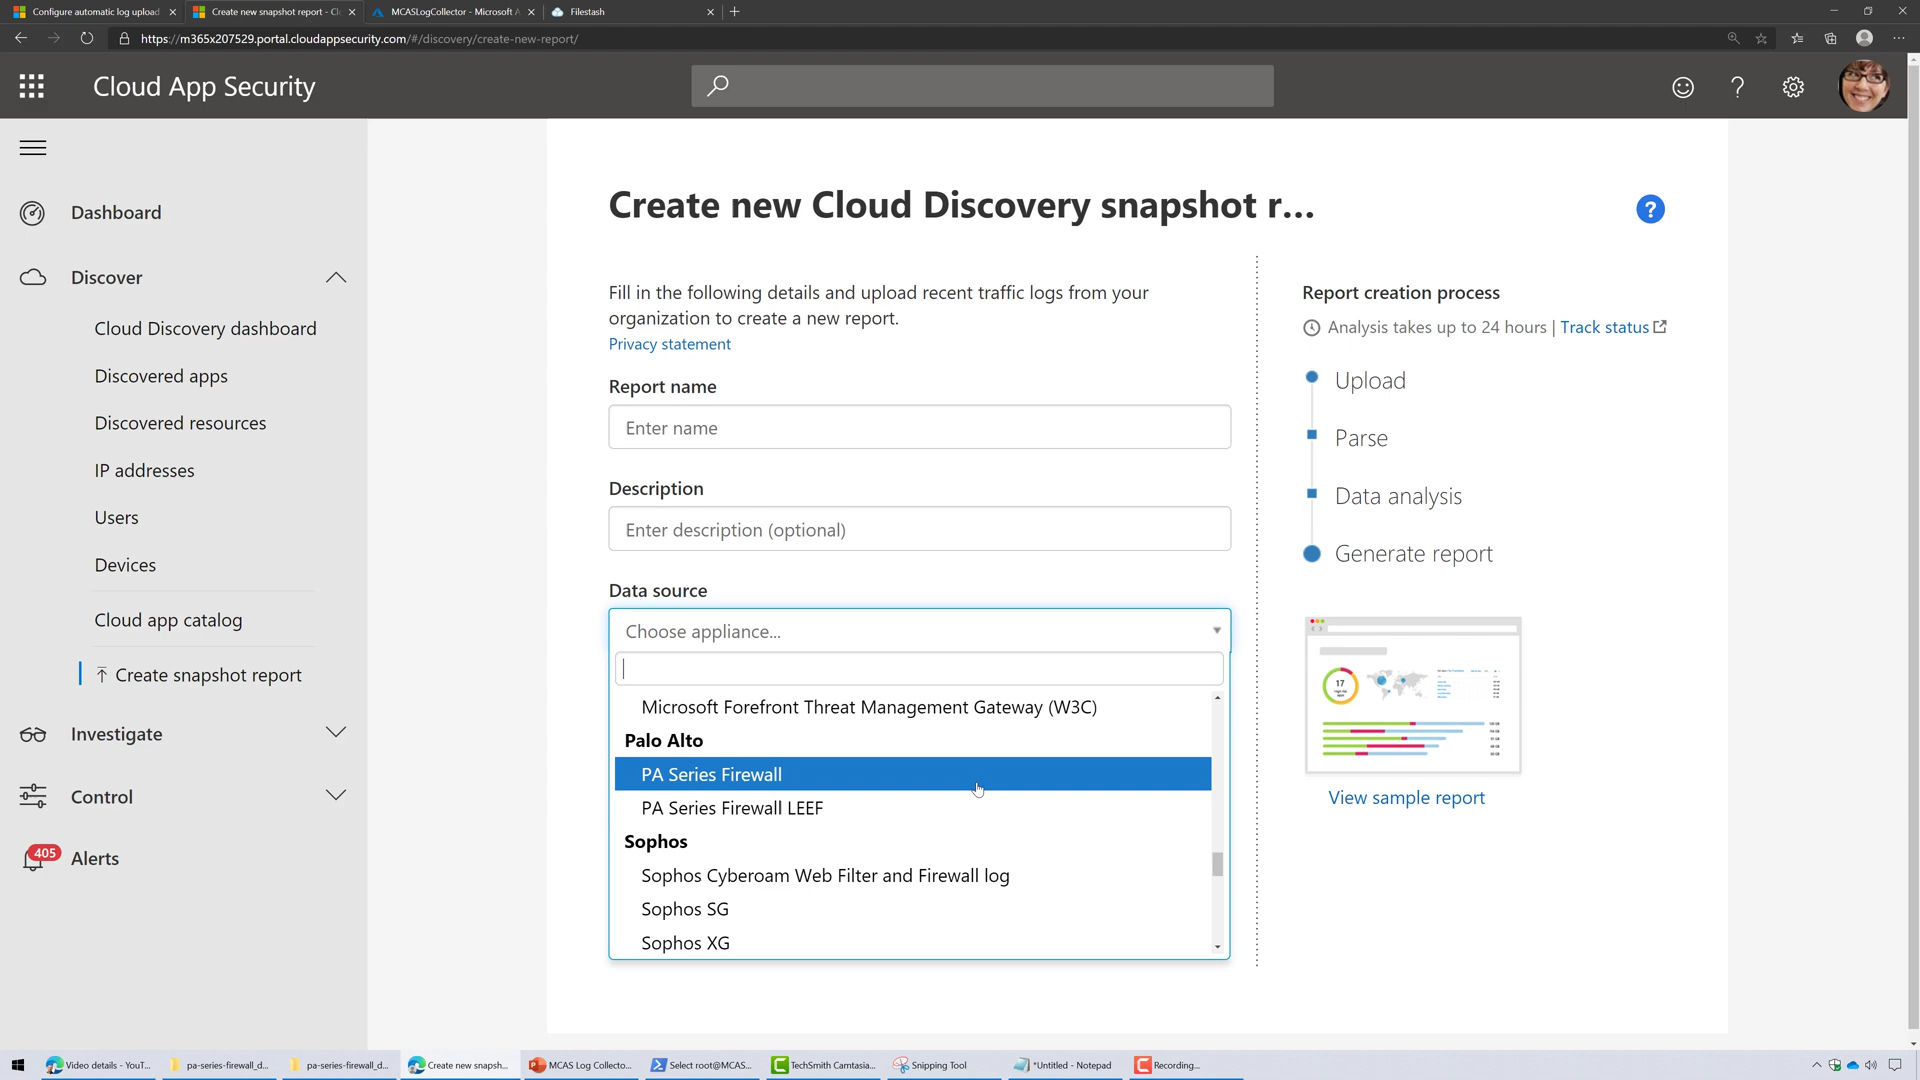 Configure automatic log upload
Create new snapshot report - Cl
MCASLogCollector - Microsoft A
Filestash
https://m365x207529.portal.cloudappsecurity.com/#/discovery/create-new-report/
Cloud App Security
Dashboard
Discover
Cloud Discovery dashboard
Discovered apps
Discovered resources
IP addresses
Users
Devices
Cloud app catalog
Create snapshot report
Investigate
Control
405
Alerts
Create new Cloud Discovery snapshot r...
?
Fill in the following details and upload recent traffic logs from your
organization to create a new report.
Privacy statement
Report name
Enter name
Description
Enter description (optional)
Data source
Choose appliance...
Microsoft Forefront Threat Management Gateway (W3C)
Palo Alto
PA Series Firewall
PA Series Firewall LEEF
Sophos
Sophos Cyberoam Web Filter and Firewall log
Sophos SG
Sophos XG
Report creation process
Analysis takes up to 24 hours | Track status
Upload
Parse
Data analysis
Generate report
17
View sample report
Video details - YouT...
pa-series-firewall_d...
pa-series-firewall_d...
Create new snapsh...
MCAS Log Collecto...
Select root@MCAS...
TechSmith Camtasia...
Snipping Tool
*Untitled - Notepad
Recording...